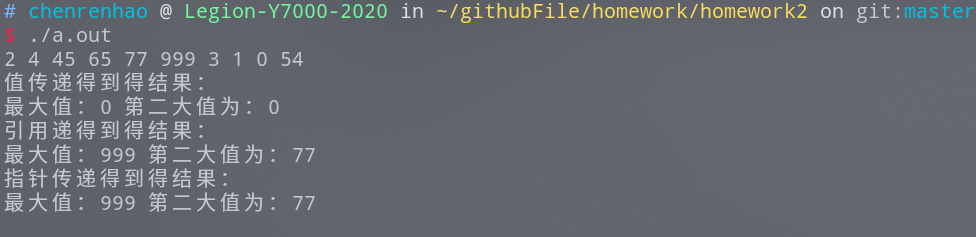 # chenrenhao @ Legion-Y7000-2020 in ~/githubFile/homework/homework2 on git:master
$ ./a.out
2 4 45 65 77 999 3 1 0 54
值传递得到得结果:
最大值: 0 第二大值为: 0
引用递得到得结果:
最大值: 999 第二大值为: 77
指针传递得到得结果:
最大值: 999 第二大值为: 77